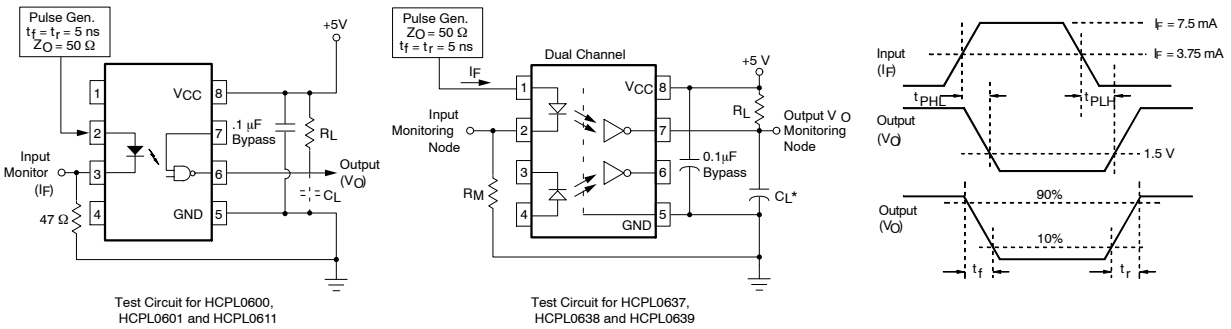 Pulse Gen.
tf = tr = 5 ns
ZO = 50 Ω
+5V
1
VCC
8
2
7
.1 μF
Bypass
RL
Input
Monitor
(IF)
3
6
Output
(VO)
CL
47 Ω
4
GND
5
Test Circuit for HCPL0600,
HCPL0601 and HCPL0611
Pulse Gen.
ZO = 50 Ω
tf = tr = 5 ns
Dual Channel
IF
+5 V
1
VCC
8
RL
Input
Monitoring
Node
2
7
Output VO
Monitoring
Node
3
6
0.1μF
Bypass
RM
CL*
4
GND
5
Test Circuit for HCPL0637,
HCPL0638 and HCPL0639
IF = 7.5 mA
Input
(IF)
IF = 3.75 mA
tPHL
tPLH
Output
(VO)
1.5 V
90%
Output
(VO)
10%
tf
tr